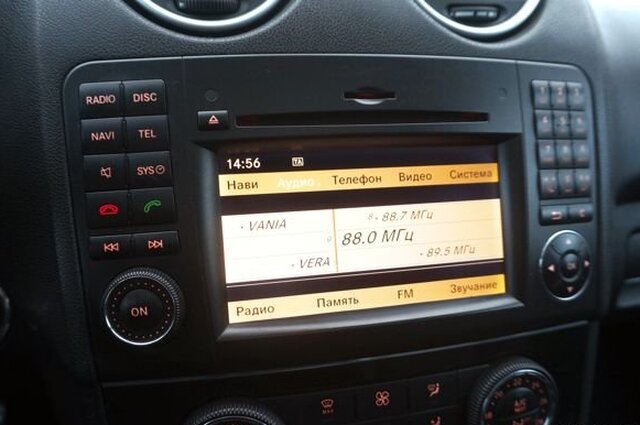 RADIO DISC
NAVI TEL
SYS
ON
14:56 TA
Нави Аудио Телефон Видео Система
VANIA 8 88.7 МГц
9 88.0 МГц
VERA 89.5 МГц
Радио Память FM Звучание